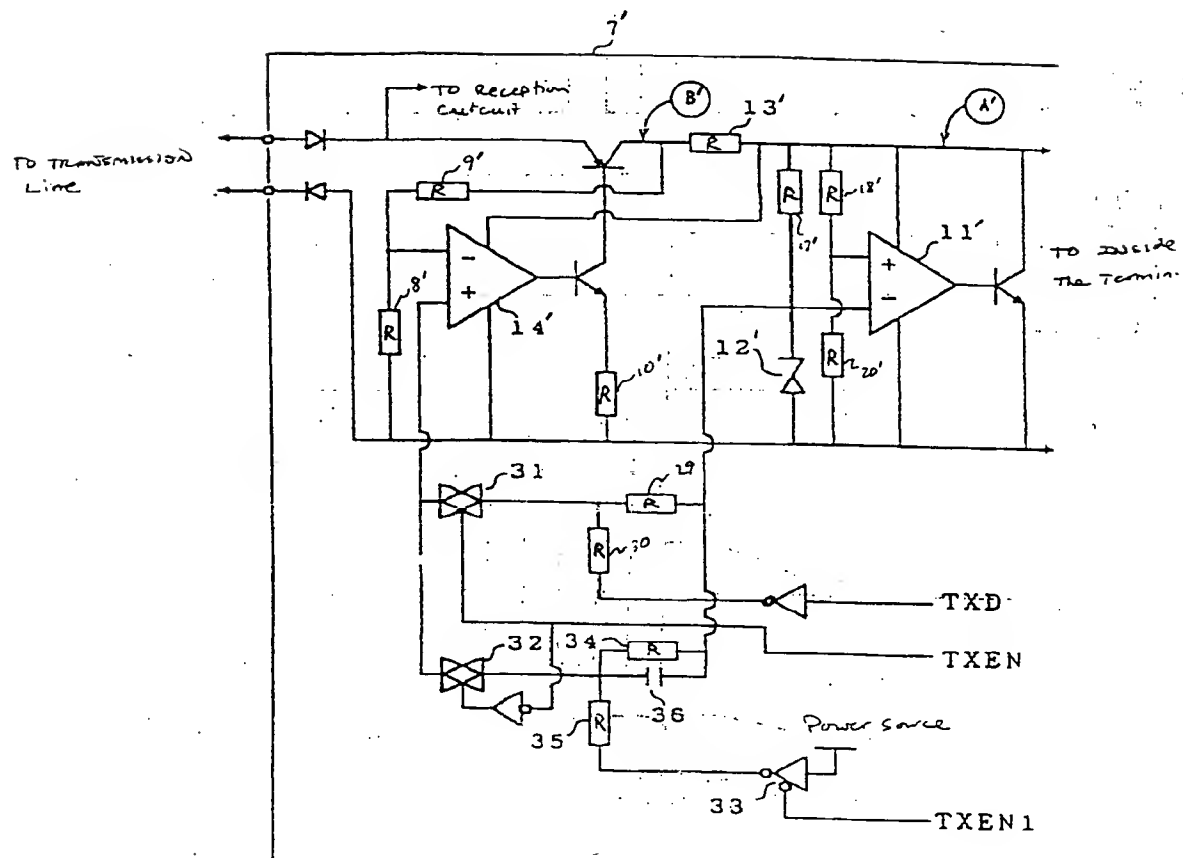 7'
TO RECEPTION
CIRCUIT
B'
13'
R
A'
TO TRANSMISSION
Line
9'
R
R
17'
R
18'
11'
8'
R
-
+
14'
+
-
TO INSIDE
The Termin.
12'
R
20'
R
10'
31
29
R
R
30
TXD
32
34
R
TXEN
36
35
R
Power source
33
TXEN1